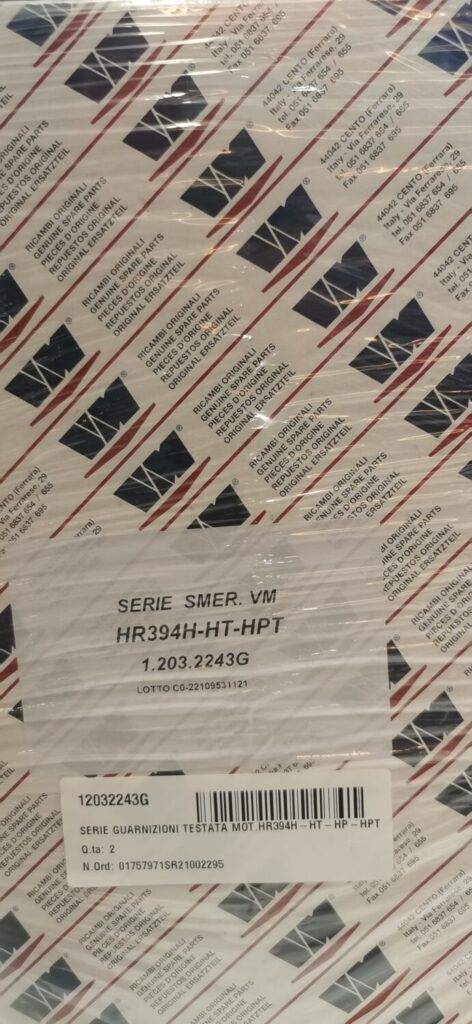 44042 CENTO (Ferrara)
Italy - Via Ferrarese, 29
tel. 051 6837 654 / 655
Fax 051 6837 695
RICAMBI ORIGINALI
GENUINE SPARE PARTS
PIECES D'ORIGINE
REPUESTOS ORIGINAL
ORIGINAL ERSATZTEIL
VM
®
SERIE SMER. VM
HR394H-HT-HPT
1.203.2243G
LOTTO C0-22109531121
12032243G
SERIE GUARNIZIONI TESTATA MOT.HR394H-HT-HP-HPT
Q.ta: 2
N.Ord: 01757971SR21002295